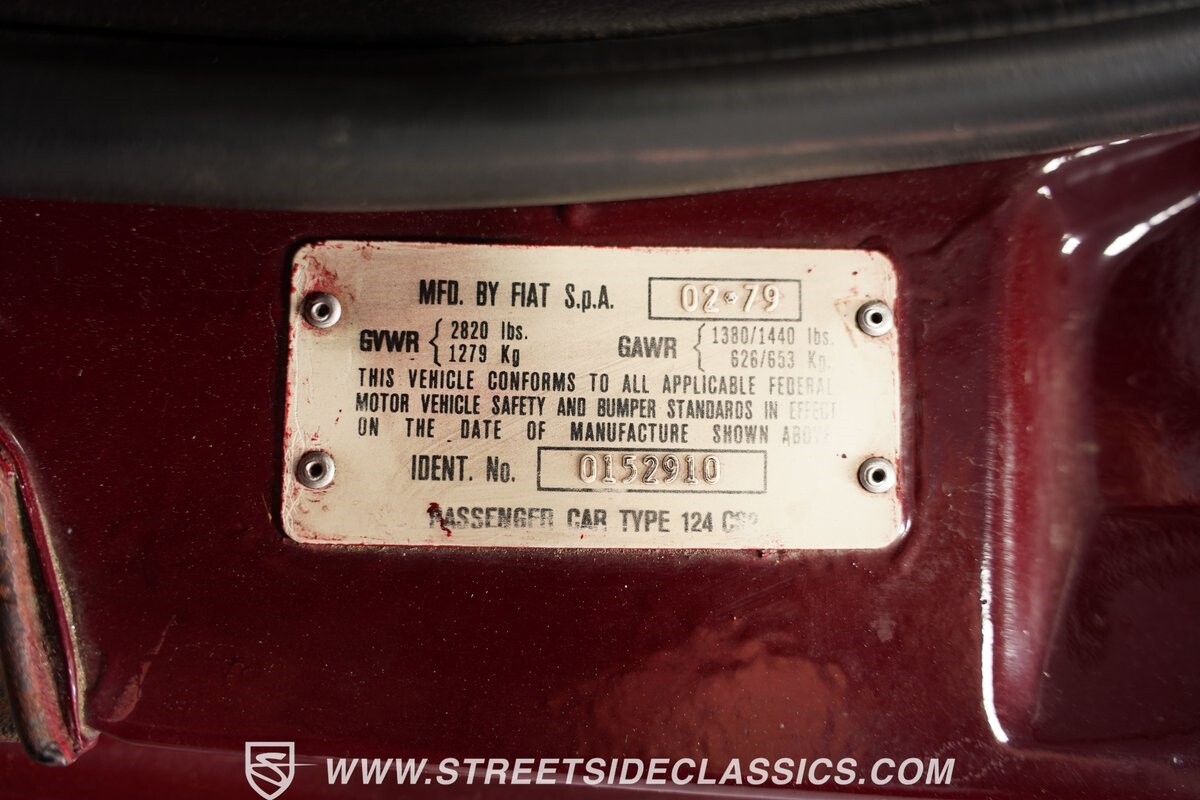 MFD. BY FIAT S.p.A. 02-79
GVWR { 2820 lbs. GAWR { 1380/1440 lbs
1279 Kg 626/653 Kg.
THIS VEHICLE CONFORMS TO ALL APPLICABLE FEDERAL
MOTOR VEHICLE SAFETY AND BUMPER STANDARDS IN EFFECT
ON THE DATE OF MANUFACTURE SHOWN ABOVE
IDENT. No. 0152910
PASSENGER CAR TYPE 124
WWW.STREETSIDECLASSICS.COM